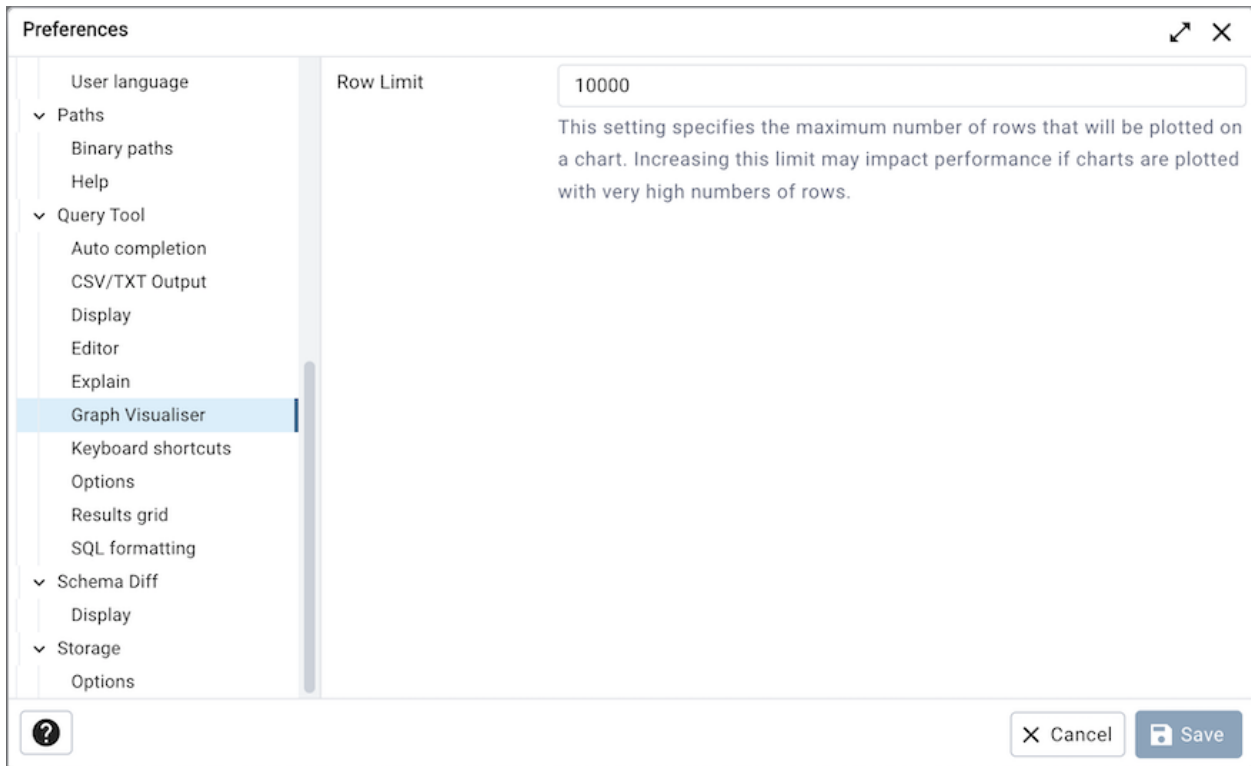 Preferences
User language
Paths
Binary paths
Help
Query Tool
Auto completion
CSV/TXT Output
Display
Editor
Explain
Graph Visualiser
Keyboard shortcuts
Options
Results grid
SQL formatting
Schema Diff
Display
Storage
Options
Row Limit
10000
This setting specifies the maximum number of rows that will be plotted on
a chart. Increasing this limit may impact performance if charts are plotted
with very high numbers of rows.
?
Cancel
Save